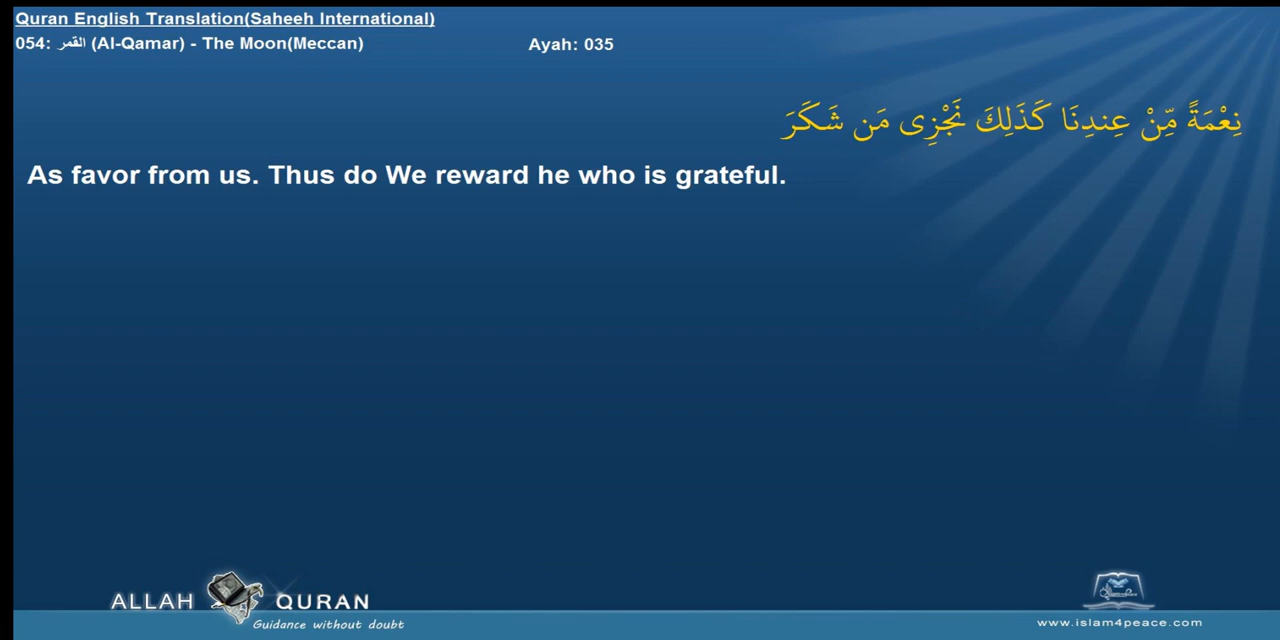 Quran English Translation(Saheeh International)
054: القمر (Al-Qamar) - The Moon(Meccan) Ayah: 035
نِعْمَةً مِّنْ عِندِنَا كَذَلِكَ نَجْزِى مَن شَكَرَ
As favor from us. Thus do We reward he who is grateful.
ALLAH QURAN
Guidance without doubt
www.islam4peace.com